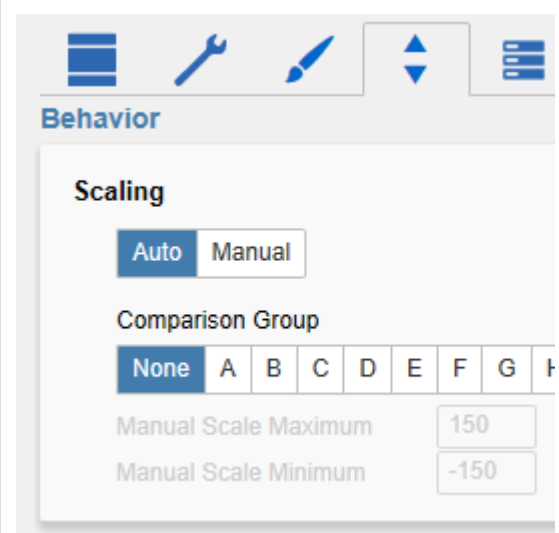 Behavior
Scaling
Auto Manual
Comparison Group
None A B C D E F G H
Manual Scale Maximum 150
Manual Scale Minimum -150